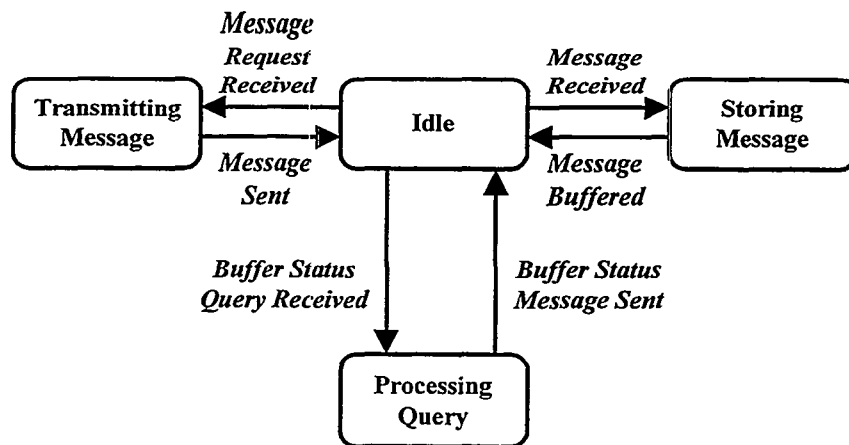 Message
Request
Received
Message
Received
Transmitting
Message
Idle
Storing
Message
Message
Sent
Message
Buffered
Buffer Status
Query Received
Buffer Status
Message Sent
Processing
Query